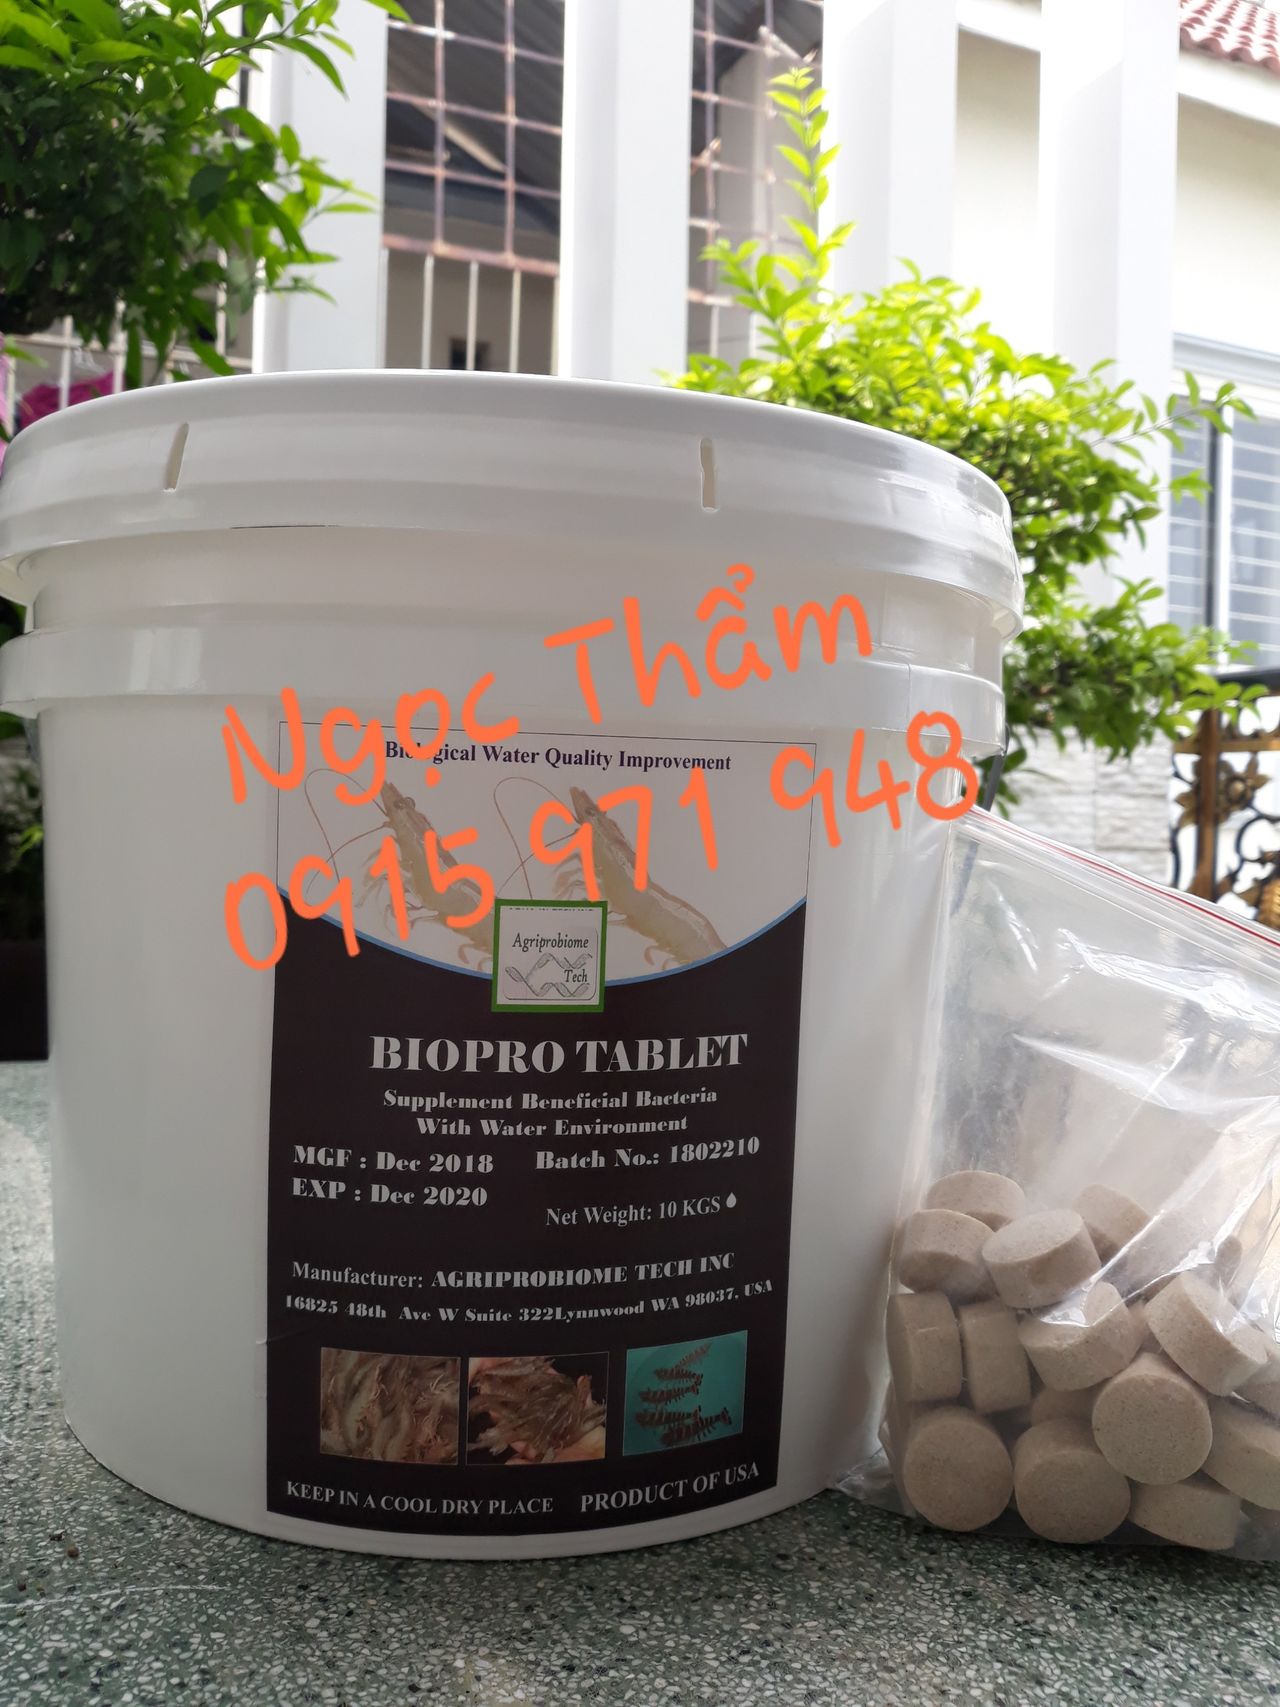 Ngọc Thẩm
0915 971 948
Biological Water Quality Improvement
Agriprobiome
Tech
BIOPRO TABLET
Supplement Beneficial Bacteria
With Water Environment
MGF : Dec 2018 Batch No.: 1802210
EXP : Dec 2020
Net Weight: 10 KGS
Manufacturer: AGRIPROBIOME TECH INC
16825 48th Ave W Suite 322Lynnwood WA 98037. USA
KEEP IN A COOL DRY PLACE PRODUCT OF USA